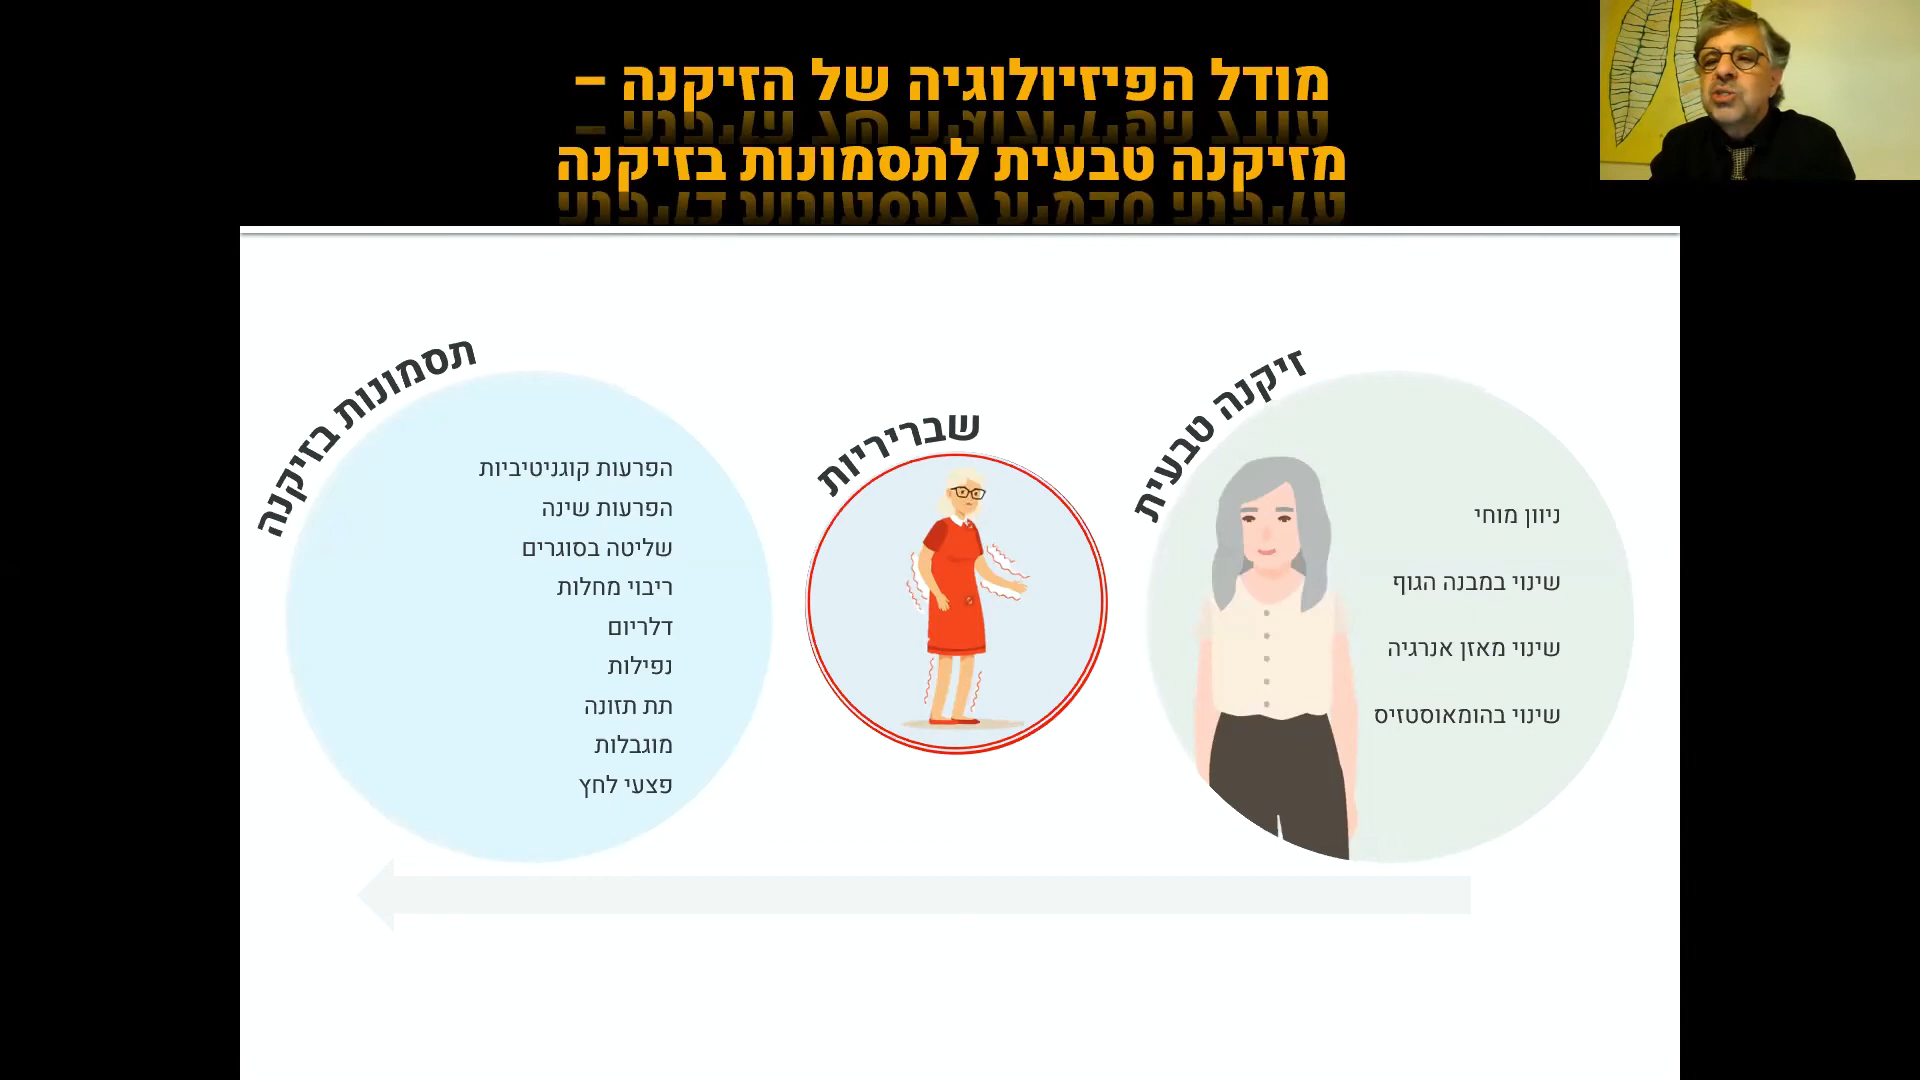 מודל הפיזיולוגיה של הזיקנה –
מזיקנה טבעית לתסמונות בזיקנה
זיקנה טבעית
ניוון מוחי
שינוי במבנה הגוף
שינוי מאזן אנרגיה
שינוי בהומאוסטזיס
שבריריות
תסמונות בזיקנה
הפרעות קוגניטיביות
הפרעות שינה
שליטה בסוגרים
ריבוי מחלות
דלריום
נפילות
תת תזונה
מוגבלות
פצעי לחץ